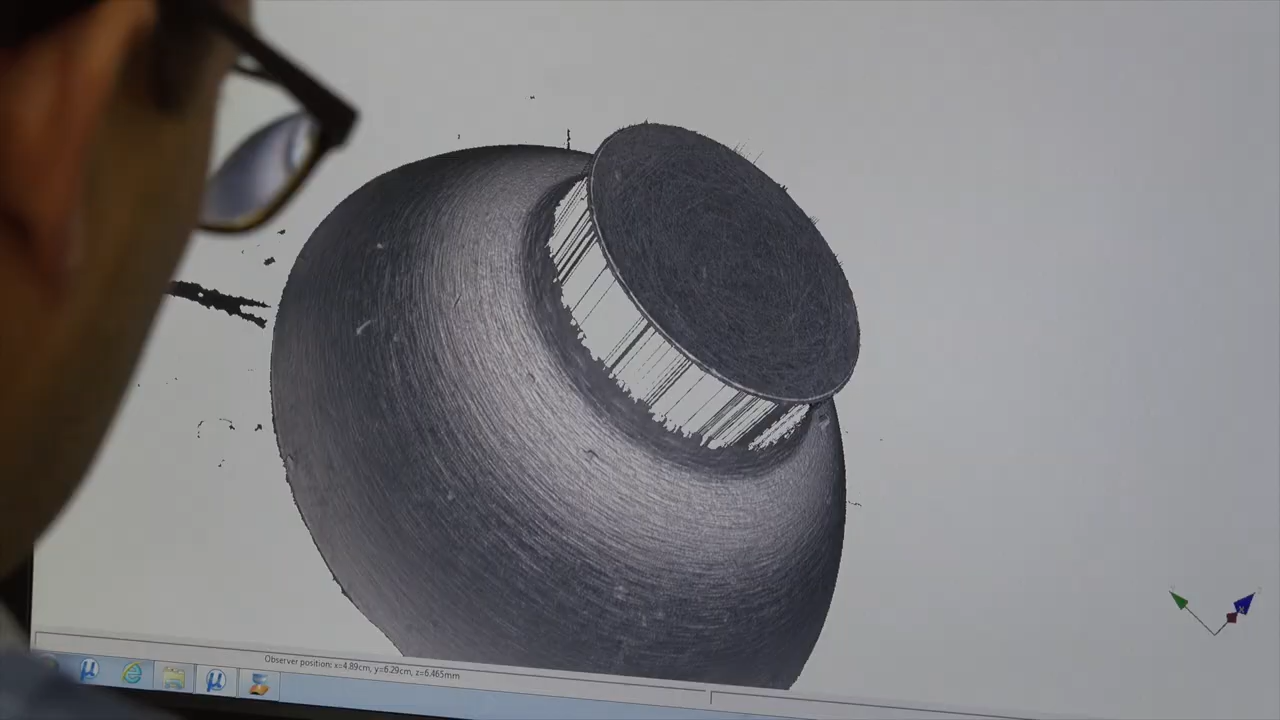 Observer position: x=4.89cm, y=6.29cm, z=6.465mm